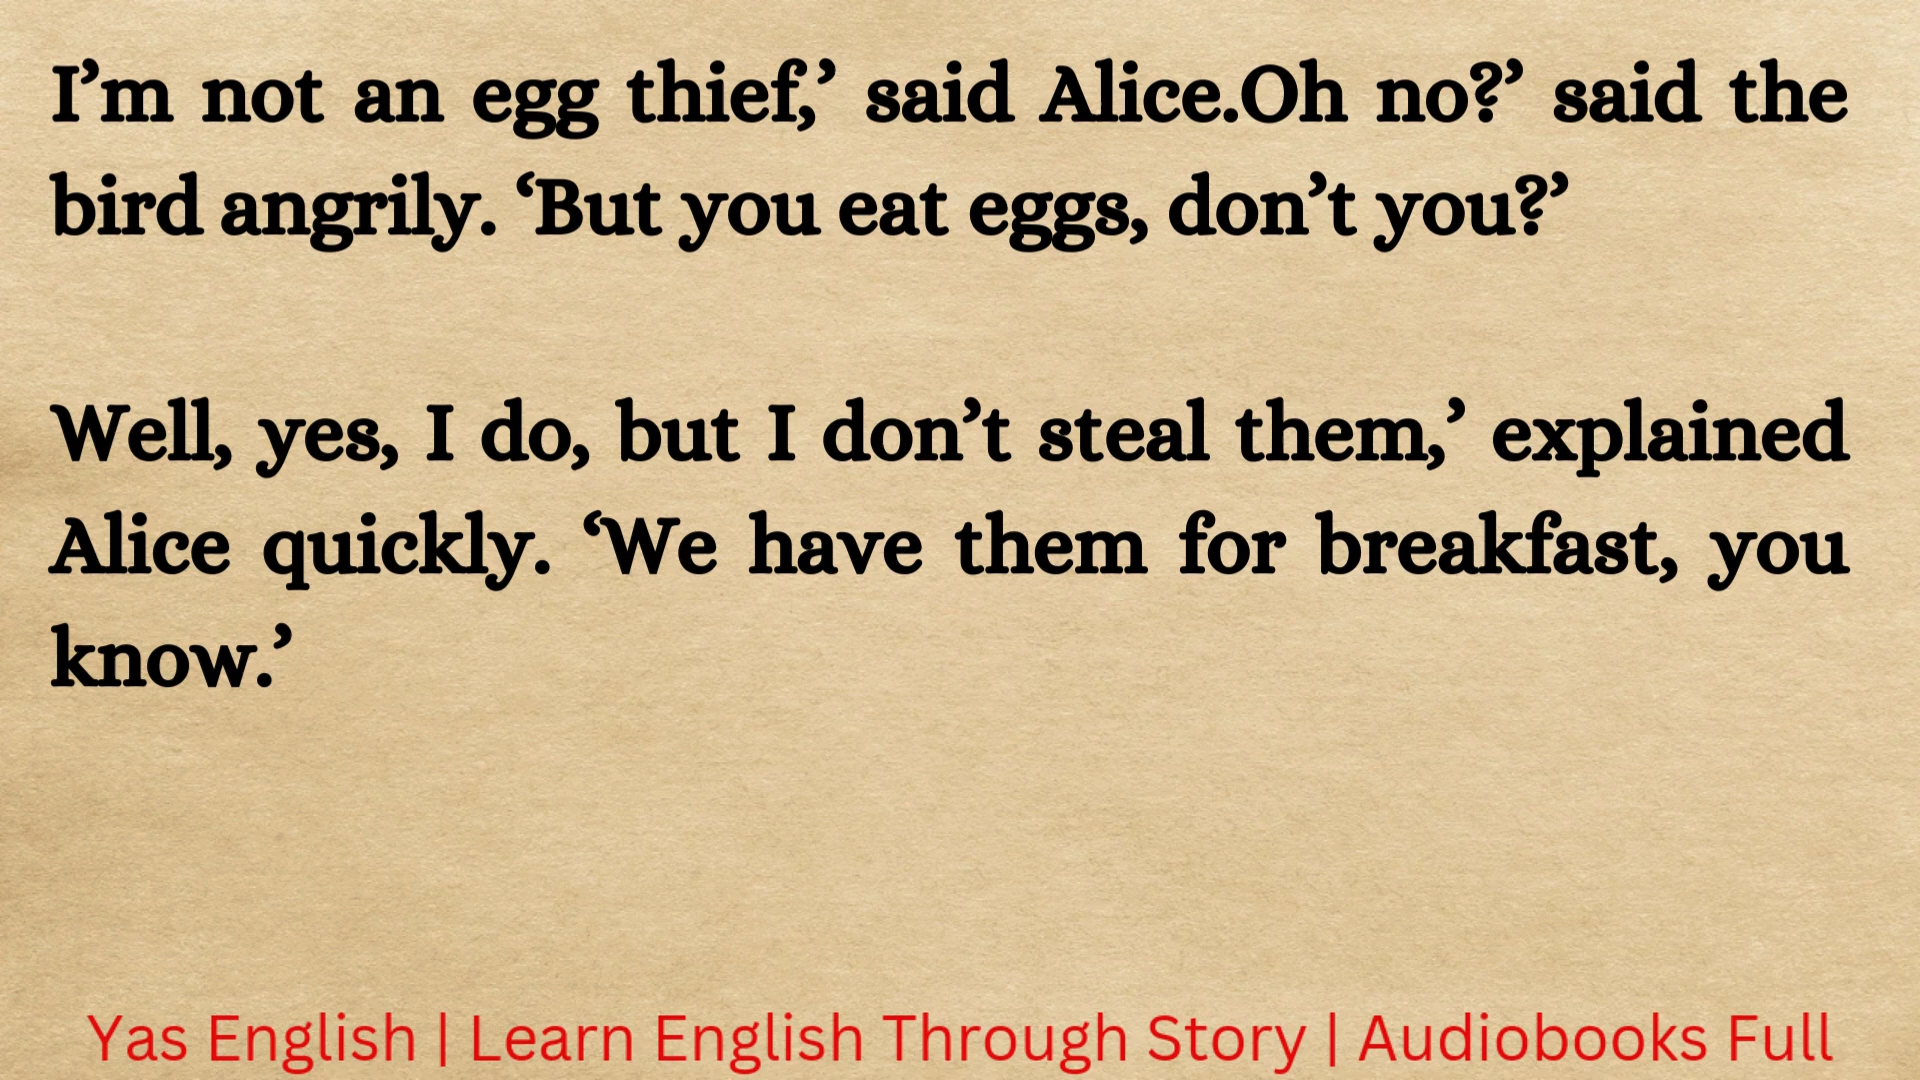 I’m not an egg thief,’ said Alice.Oh no?’ said the
bird angrily. ‘But you eat eggs, don’t you?’
Well, yes, I do, but I don’t steal them,’ explained
Alice quickly. ‘We have them for breakfast, you
know.’
Yas English | Learn English Through Story | Audiobooks Full